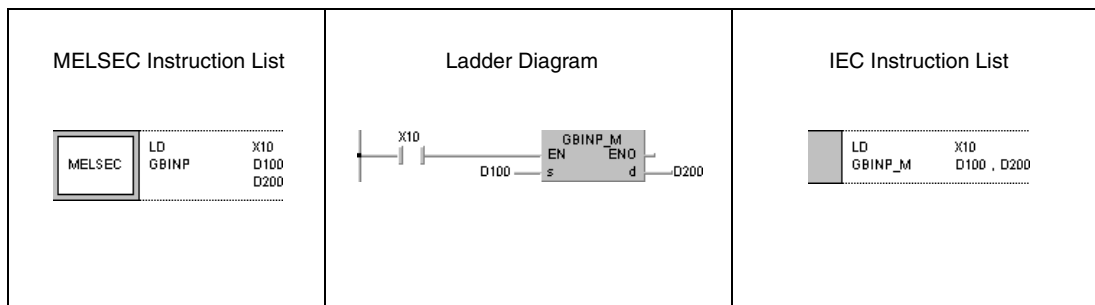 MELSEC Instruction List
MELSEC
LD X10
GBINP D100
D200
Ladder Diagram
X10
GBINP_M
EN ENO
D100 s d D200
IEC Instruction List
LD X10
GBINP_M D100 , D200